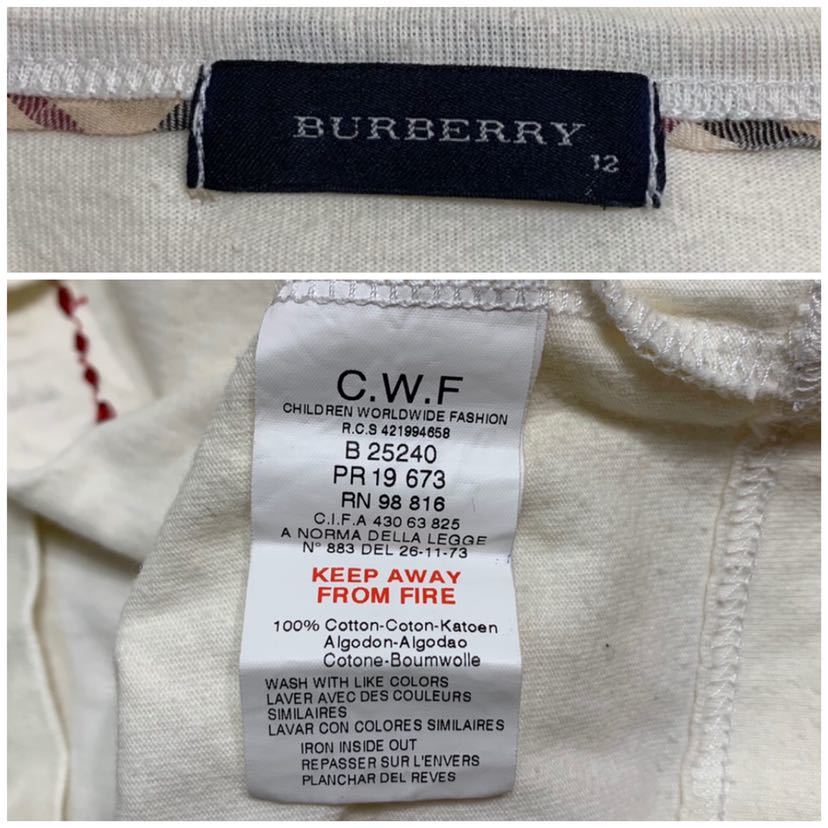 BURBERRY
12
C.W.F
CHILDREN WORLDWIDE FASHION
R.C.S 421994658
B 25240
PR 19 673
RN 98 816
C.I.F.A 430 63 825
A NORMA DELLA LEGGE
N° 883 DEL 26-11-73
KEEP AWAY
FROM FIRE
100% Cotton-Coton-Katoen
Algodon-Algodao
Cotone-Boumwolle
WASH WITH LIKE COLORS
LAVER AVEC DES COULEURS
SIMILAIRES
LAVAR CON COLORES SIMILAIRES
IRON INSIDE OUT
REPASSER SUR L'ENVERS
PLANCHAR DEL REVES